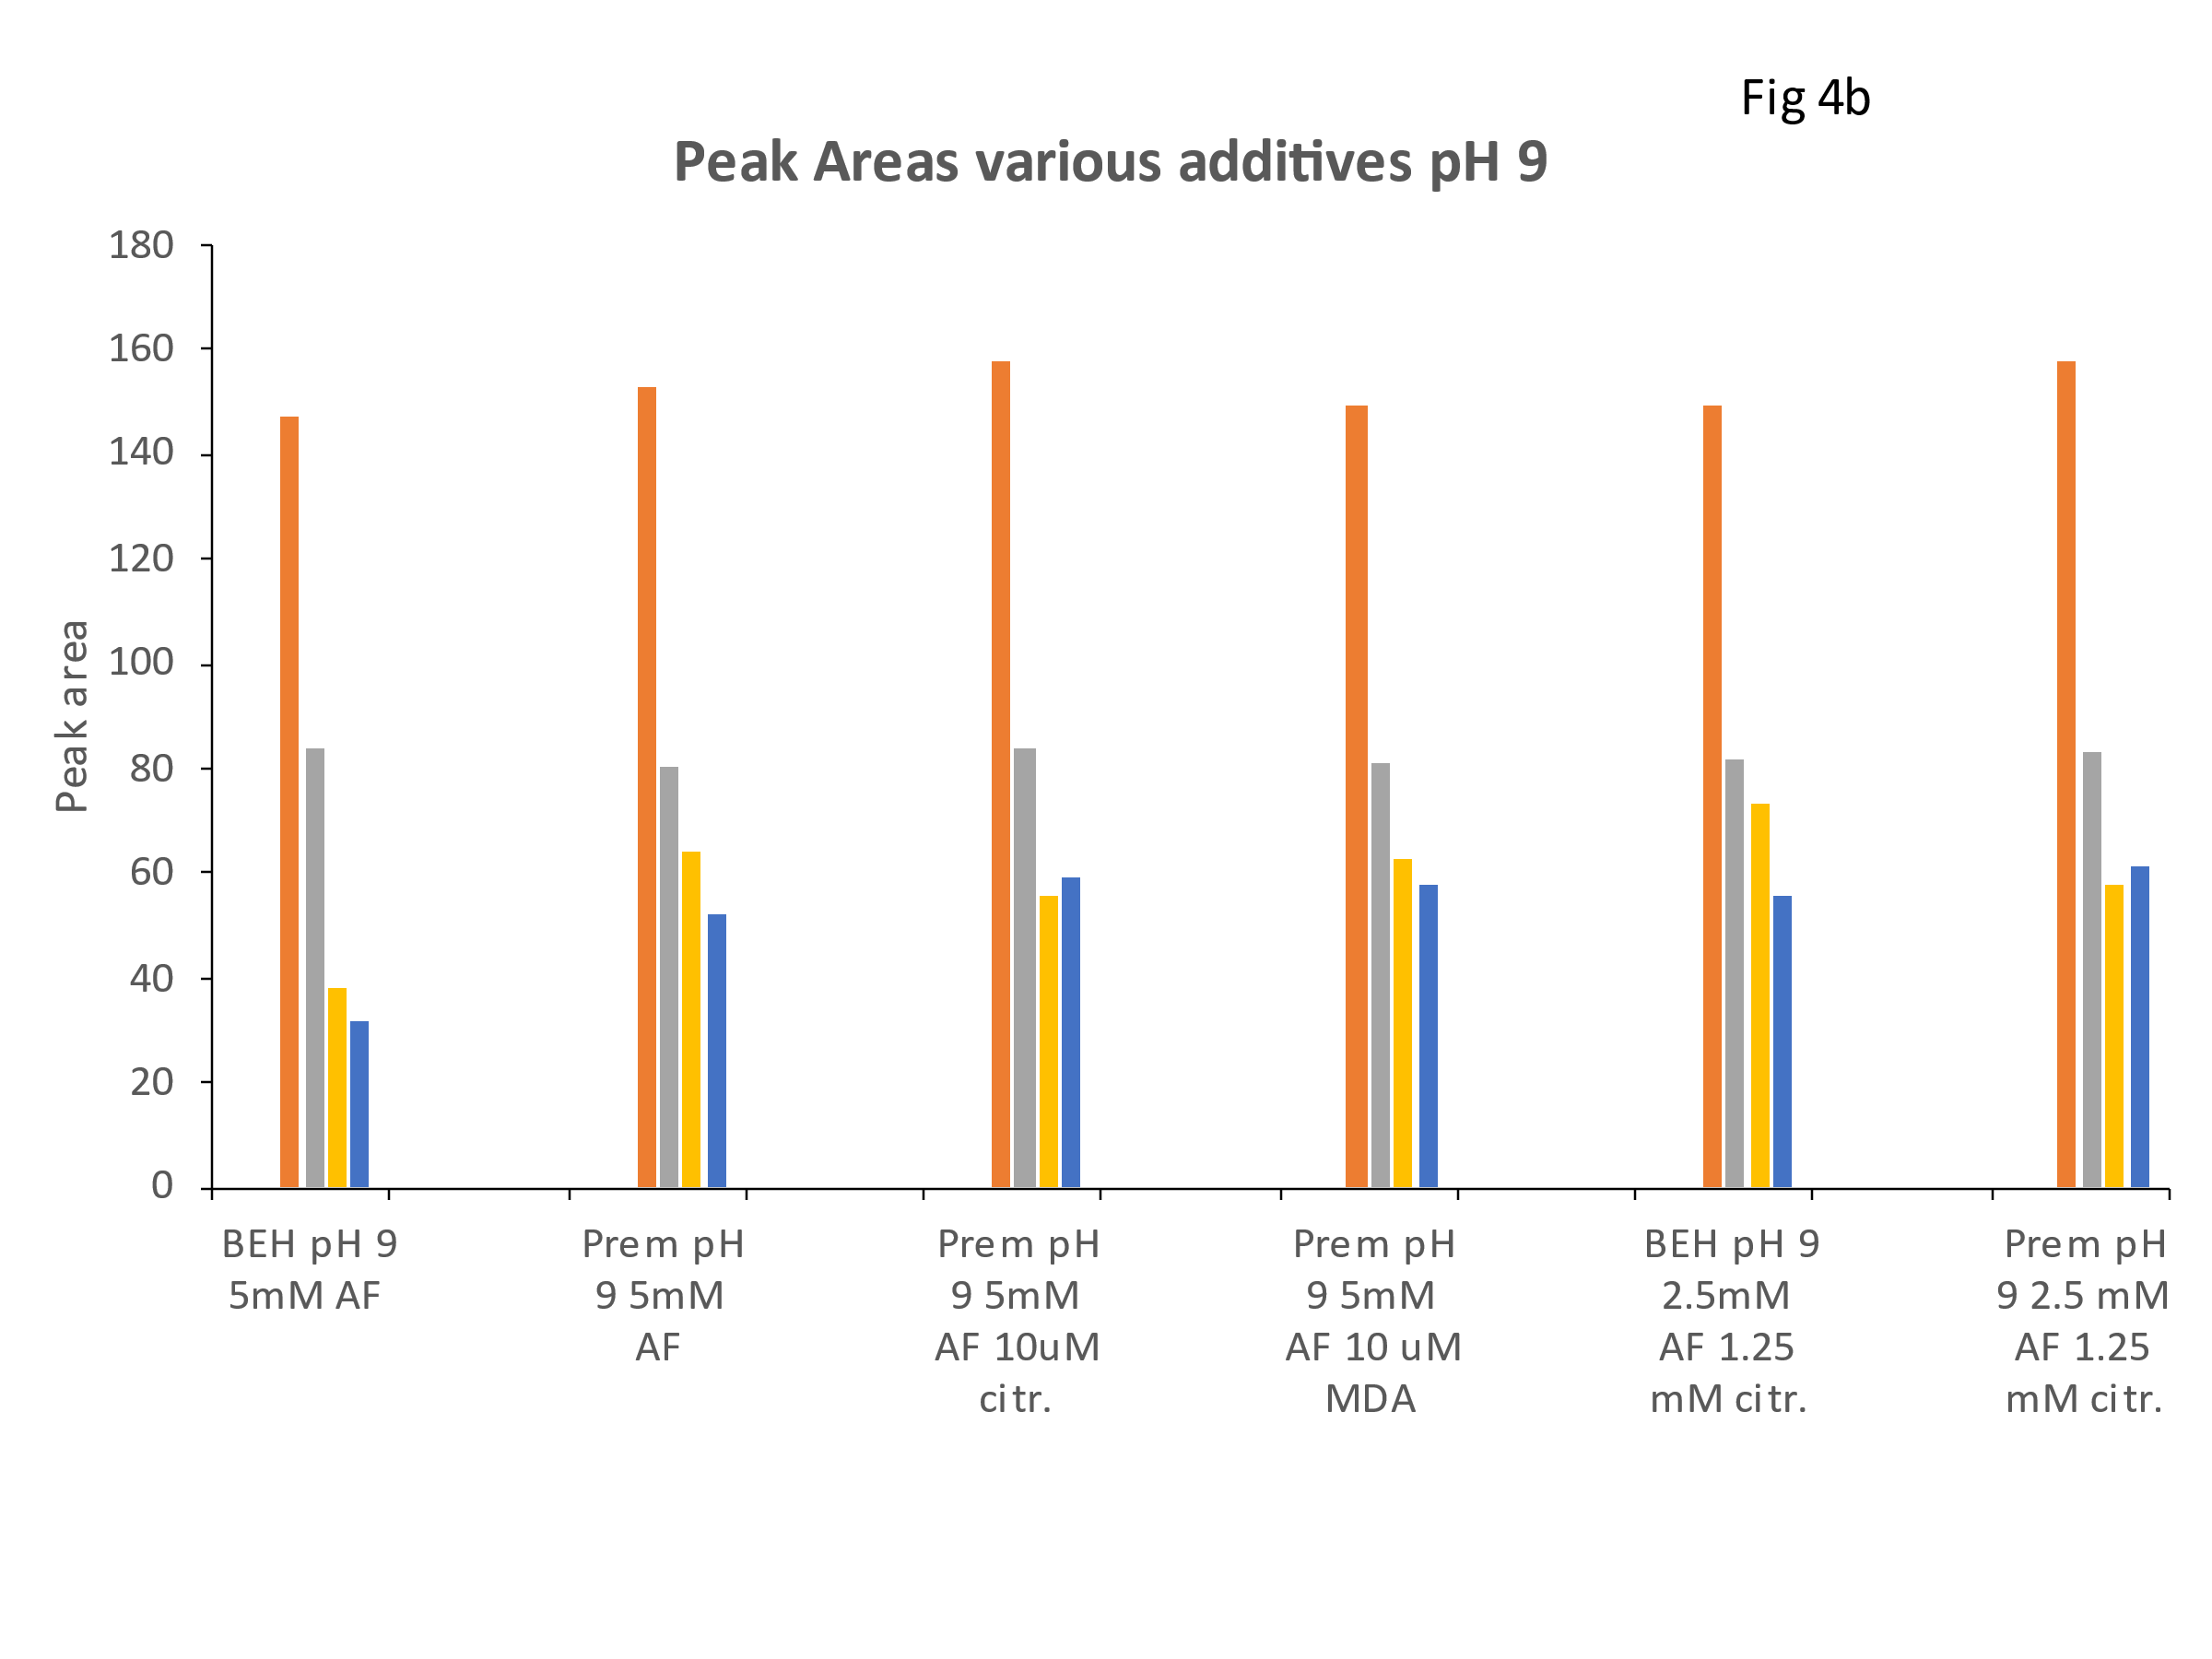 Fig 4b
Peak Areas various additives pH 9
180
160
140
120
100
80
60
40
20
0
Peak area
BEH pH 9
5mM AF
Prem pH
9 5mM
AF
Prem pH
9 5mM
AF 10uM
citr.
Prem pH
9 5mM
AF 10 uM
MDA
BEH pH 9
2.5mM
AF 1.25
mM citr.
Prem pH
9 2.5 mM
AF 1.25
mM citr.